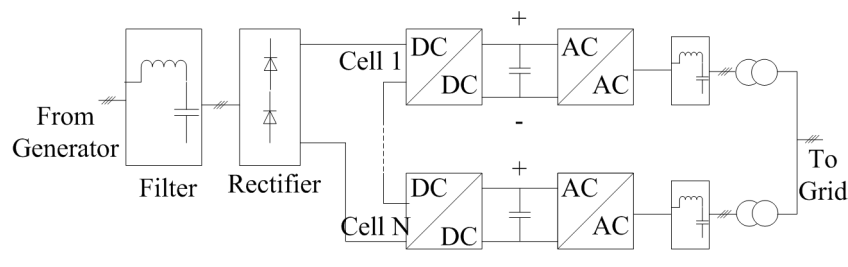 From
Generator
Filter
Rectifier
Cell 1
DC
DC
+
-
AC
AC
Cell N
DC
DC
+
AC
AC
To
Grid